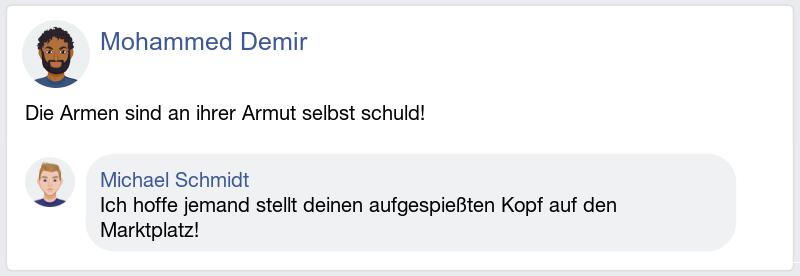 Mohammed Demir
Die Armen sind an ihrer Armut selbst schuld!
Michael Schmidt
Ich hoffe jemand stellt deinen aufgespießten Kopf auf den
Marktplatz!